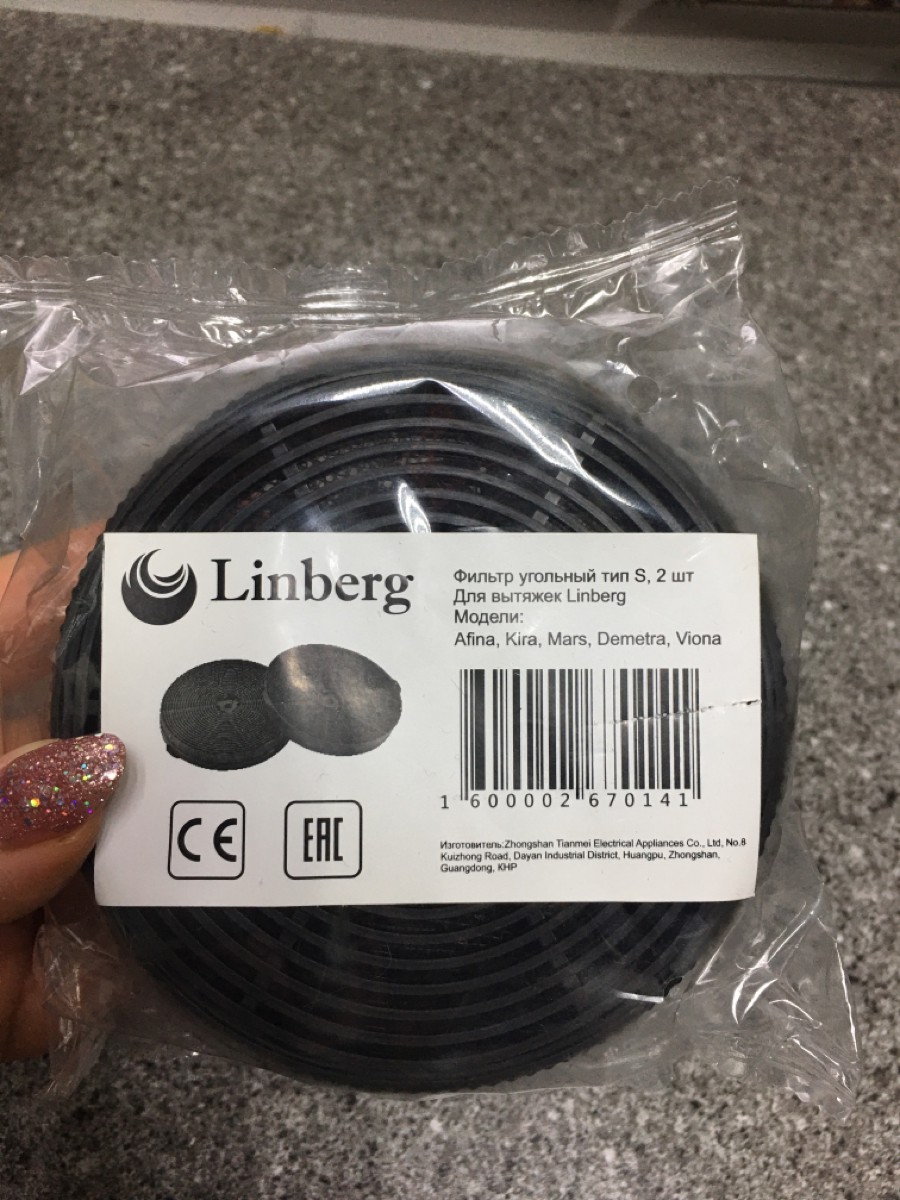 Linberg
Фильтр угольный тип S, 2 шт
Для вытяжек Linberg
Модели:
Afina, Kira, Mars, Demetra, Viona
1 600002 670141
CE EAC
Изготовитель:Zhongshan Tianmei Electrical Appliances Co., Ltd, No.8
Kuizhong Road, Dayan Industrial District, Huangpu, Zhongshan,
Guangdong, КНР